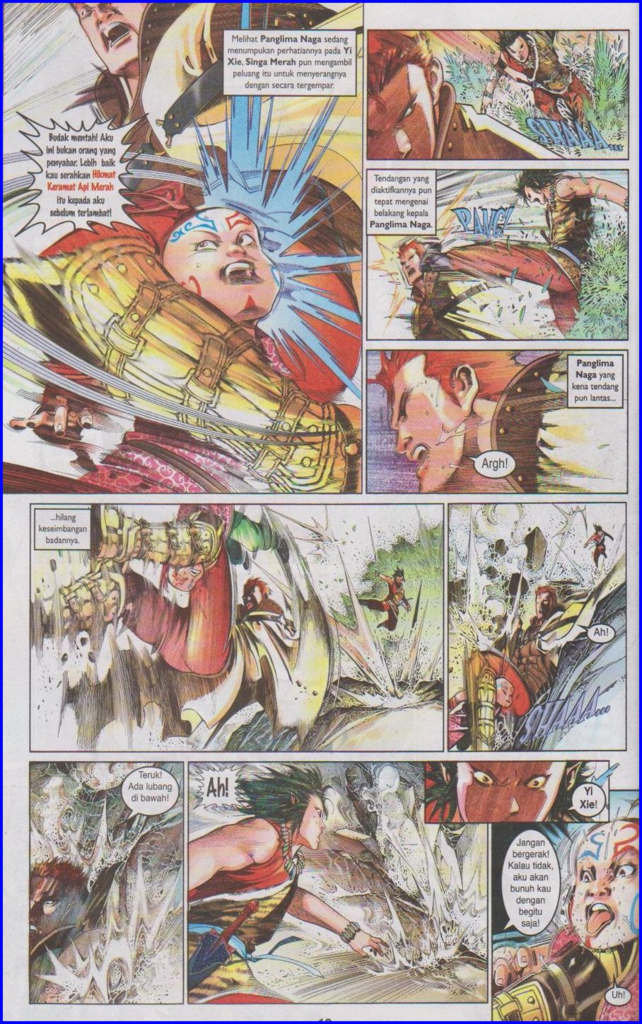 Melihat Panglima Naga sedang
menumpukan perhatiannya pada Yi
Xie, Singa Merah pun mengambil
peluang itu untuk menyerangnya
dengan secara tergempar.
Budak mentah! Aku
ini bukan orang yang
penyabar. Lebih baik
kau serahkan Hikmat
Keramat Api Merah
itu kepada aku
sebelum terlambat!
SHAAA...
Tendangan yang
diaktifkannya pun
tepat mengenai
belakang kepala
Panglima Naga.
PANG!
Panglima
Naga yang
kena tendang
pun lantas...
Argh!
...hilang
keseimbangan
badannya.
Ah!
SHAAA...
Teruk!
Ada lubang
di bawah!
Ah!
Yi
Xie!
Jangan
bergerak!
Kalau tidak,
aku akan
bunuh kau
dengan
begitu
saja!
Uh!